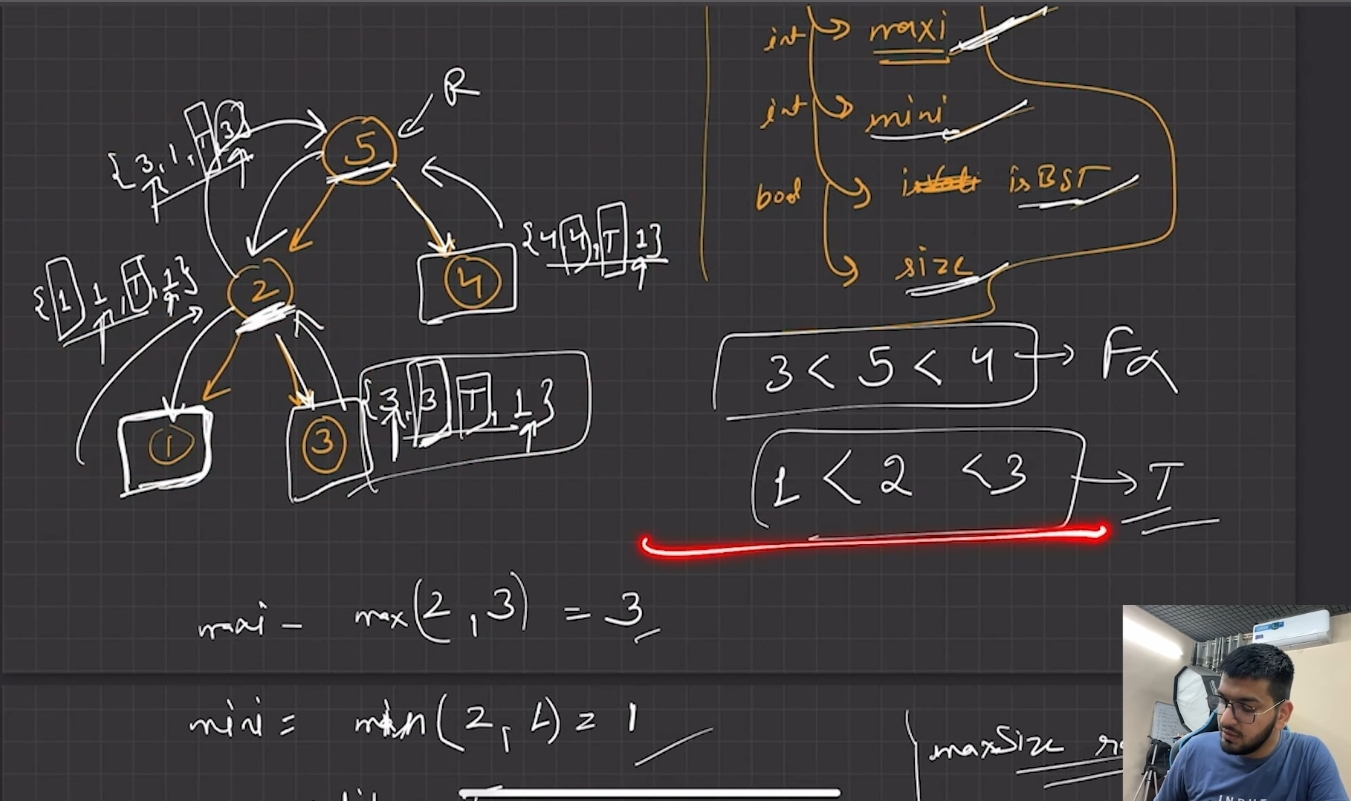 int maxi
int mini
bool isBST
size
R
5
{3, 1, T, 3}
2
4
{4, 4, T, 1}
{1, 1, T, 1}
1
3
{3, 3, T, 1}
3 < 5 < 4 → Fα
1 < 2 < 3 → T
maxi - max(2, 3) = 3
mini = min(2, 1) = 1
maxSize